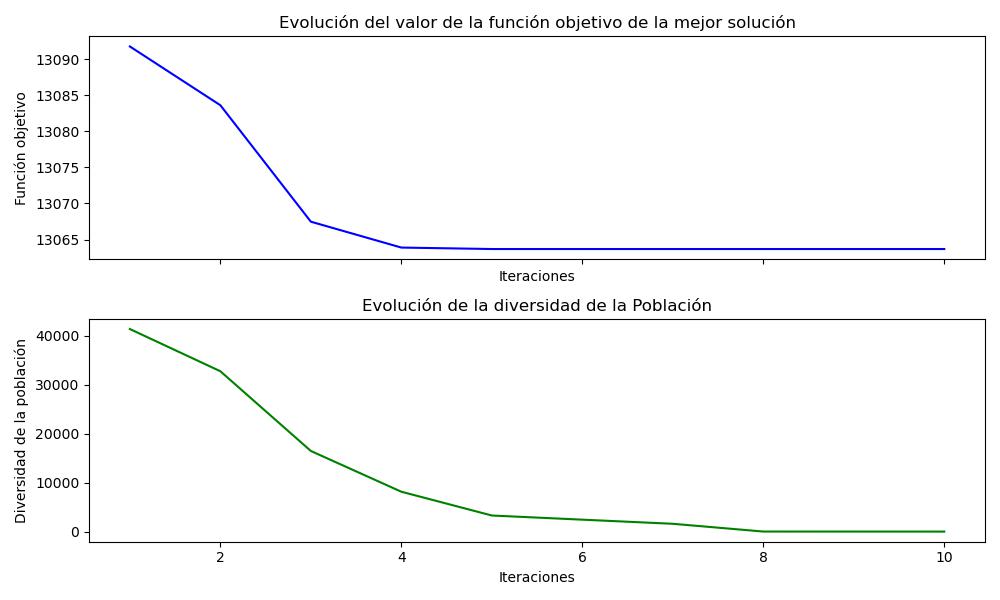 Evolución del valor de la función objetivo de la mejor solución
13090
13085
13080
13075
13070
13065
Función objetivo
Iteraciones
Evolución de la diversidad de la Población
40000
30000
20000
10000
0
Diversidad de la población
2 4 6 8 10
Iteraciones